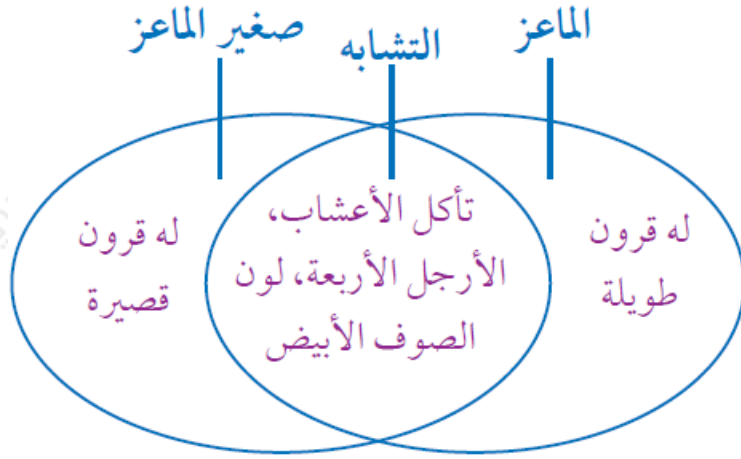 الماعز
التشابه
صغير الماعز
له قرون
طويلة
تأكل الأعشاب،
الأرجل الأربعة، لون
الصوف الأبيض
له قرون
قصيرة